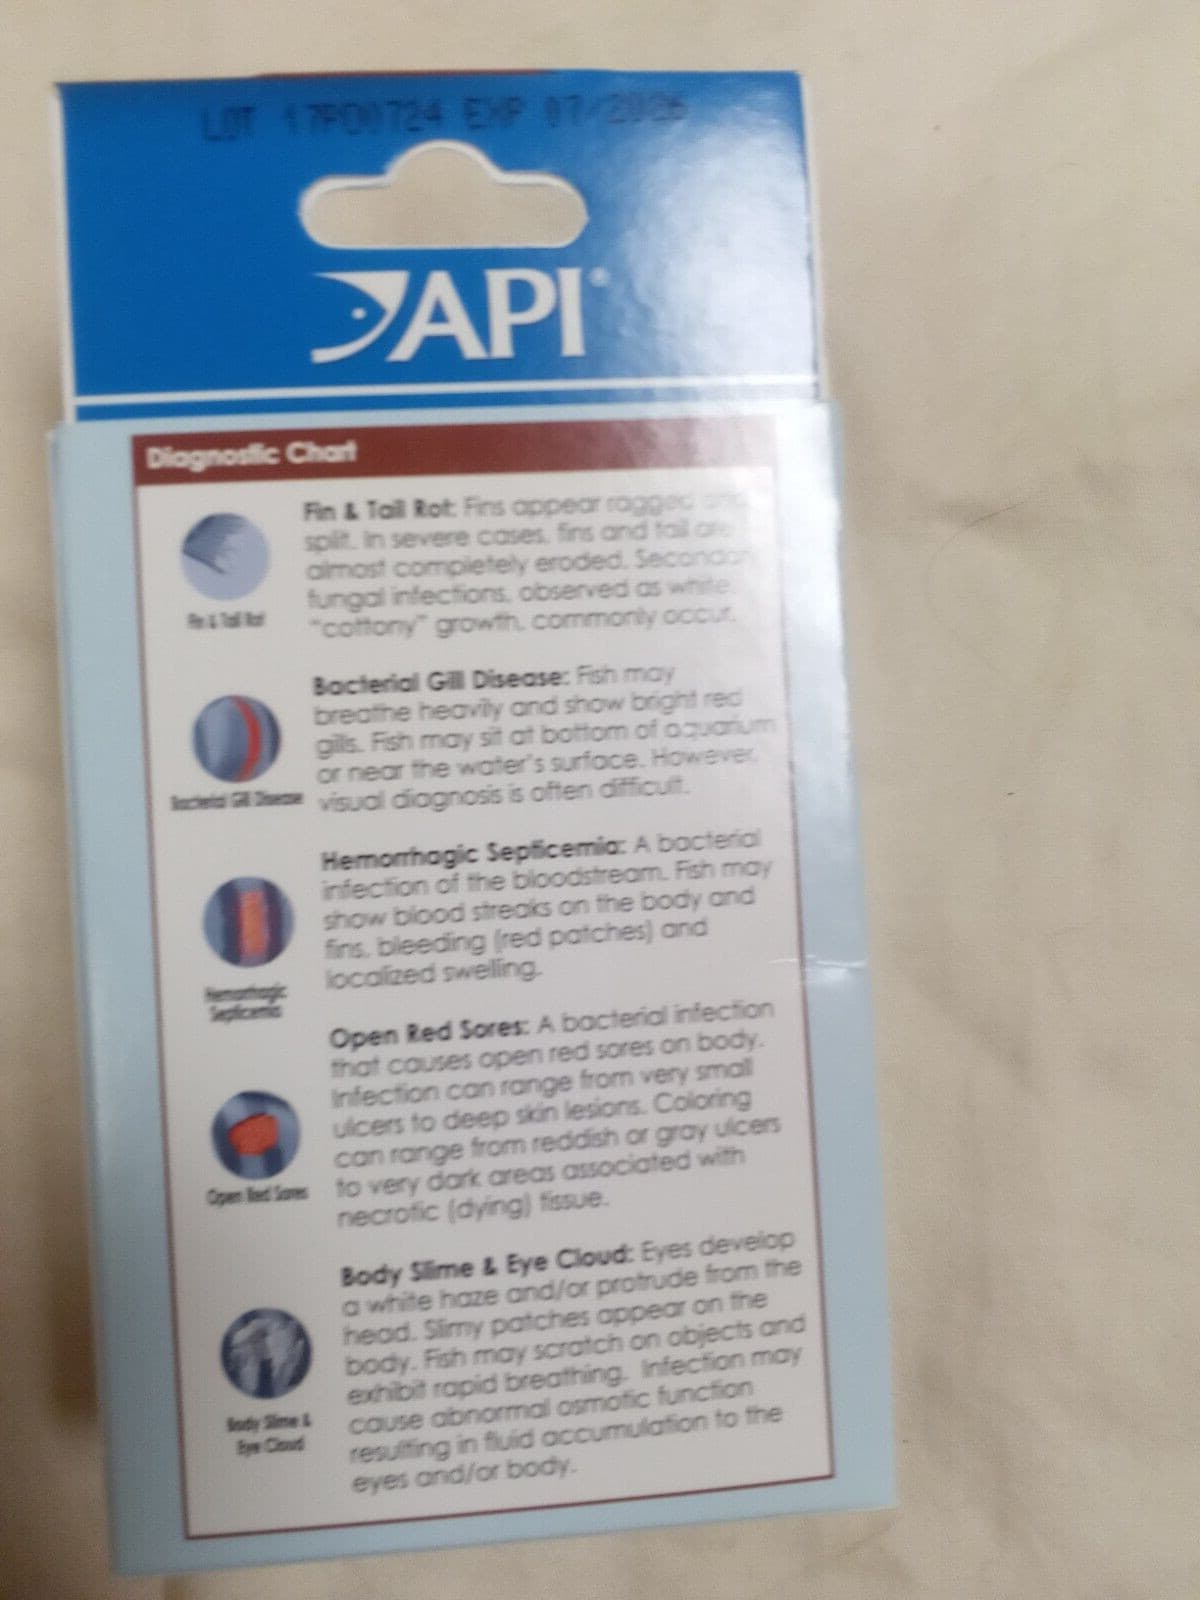 LOT 17P00724 EXP 07/2026
API®
Diagnostic Chart
Fin & Tail Rot: Fins appear ragged and
split. In severe cases, fins and tail are
almost completely eroded. Secondary
fungal infections, observed as white,
"cottony" growth, commonly occur.
Fin & Tail Rot
Bacterial Gill Disease: Fish may
breathe heavily and show bright red
gills. Fish may sit at bottom of aquarium
or near the water's surface. However,
visual diagnosis is often difficult.
Bacterial Gill Disease
Hemorrhagic Septicemia: A bacterial
infection of the bloodstream. Fish may
show blood streaks on the body and
fins, bleeding (red patches) and
localized swelling.
Hemorrhagic
Septicemia
Open Red Sores: A bacterial infection
that causes open red sores on body.
Infection can range from very small
ulcers to deep skin lesions. Coloring
can range from reddish or gray ulcers
to very dark areas associated with
necrotic (dying) tissue.
Open Red Sores
Body Slime & Eye Cloud: Eyes develop
a white haze and/or protrude from the
head. Slimy patches appear on the
body. Fish may scratch on objects and
exhibit rapid breathing. Infection may
cause abnormal osmotic function
resulting in fluid accumulation to the
eyes and/or body.
Body Slime &
Eye Cloud